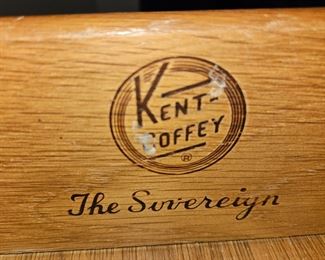 KENT-
COFFEY
®
The Sovereign